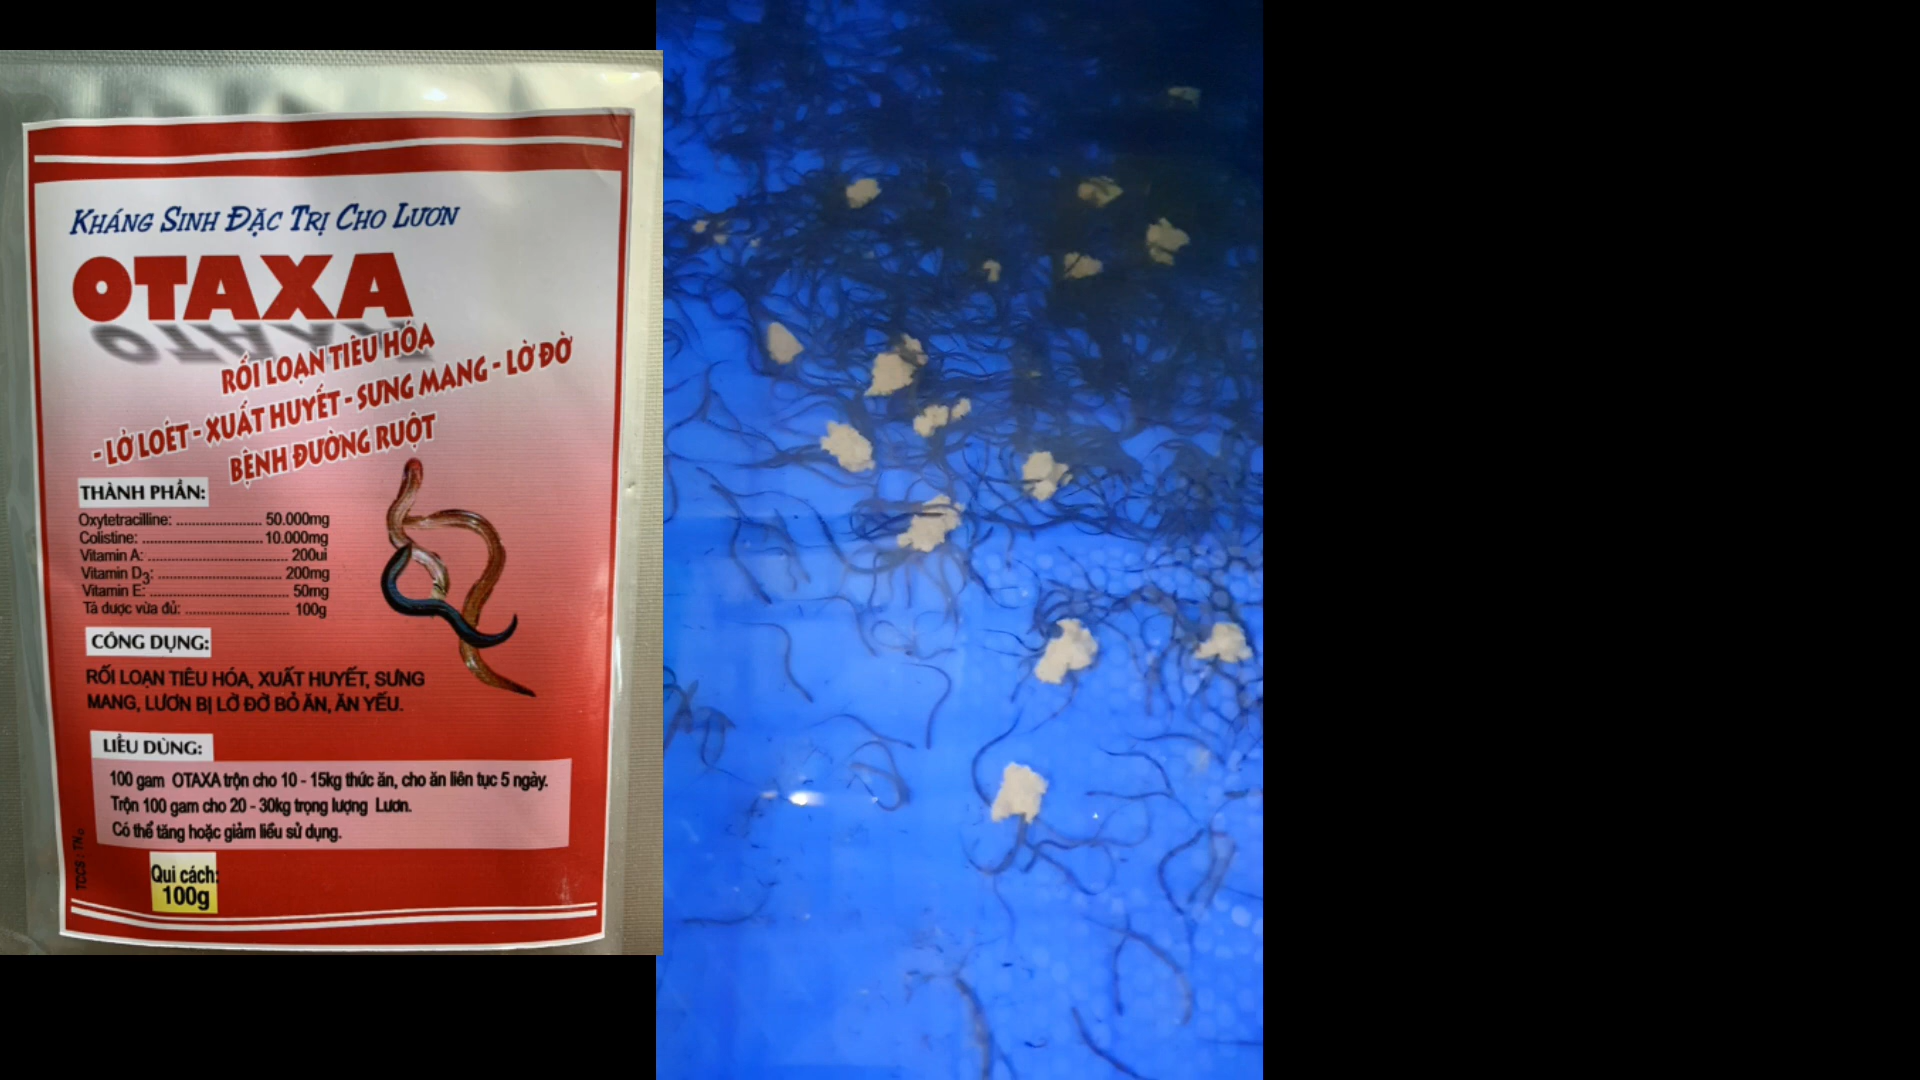 KHÁNG SINH ĐẶC TRỊ CHO LƯƠN
OTAXA
RỐI LOẠN TIÊU HÓA
- LỞ LOÉT - XUẤT HUYẾT - SƯNG MANG - LỜ ĐỜ
BỆNH ĐƯỜNG RUỘT
THÀNH PHẦN:
Oxytetracilline: ...................... 50.000mg
Colistine: ............................... 10.000mg
Vitamin A: ................................... 200ui
Vitamin D3: ................................ 200mg
Vitamin E: ................................... 50mg
Tá dược vừa đủ: .......................... 100g
CÔNG DỤNG:
RỐI LOẠN TIÊU HÓA, XUẤT HUYẾT, SƯNG
MANG, LƯƠN BỊ LỜ ĐỜ BỎ ĂN, ĂN YẾU.
LIỀU DÙNG:
100 gam OTAXA trộn cho 10 - 15kg thức ăn, cho ăn liên tục 5 ngày.
Trộn 100 gam cho 20 - 30kg trọng lượng Lươn.
Có thể tăng hoặc giảm liều sử dụng.
TCCS: TN
Qui cách:
100g